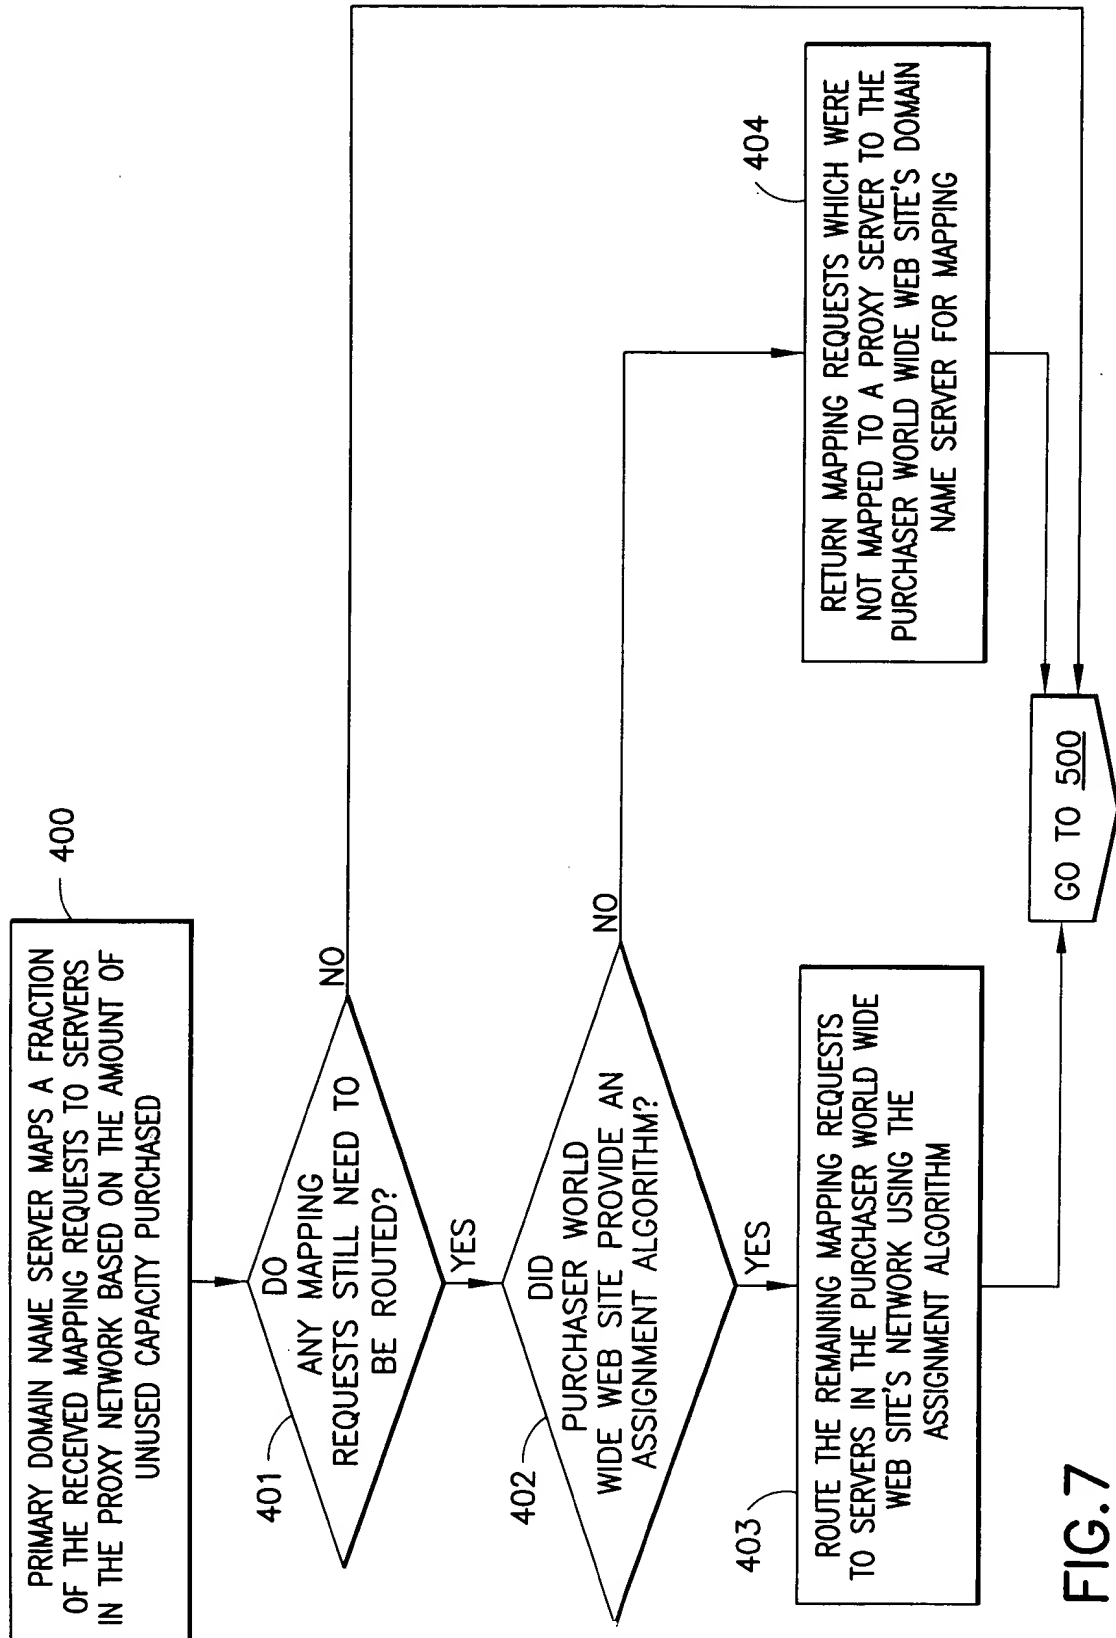 PRIMARY DOMAIN NAME SERVER MAPS A FRACTION
OF THE RECEIVED MAPPING REQUESTS TO SERVERS
IN THE PROXY NETWORK BASED ON THE AMOUNT OF
UNUSED CAPACITY PURCHASED
400
DO
ANY MAPPING
REQUESTS STILL NEED TO
BE ROUTED?
401
NO
YES
DID
PURCHASER WORLD
WIDE WEB SITE PROVIDE AN
ASSIGNMENT ALGORITHM?
402
NO
YES
ROUTE THE REMAINING MAPPING REQUESTS
TO SERVERS IN THE PURCHASER WORLD WIDE
WEB SITE'S NETWORK USING THE
ASSIGNMENT ALGORITHM
403
RETURN MAPPING REQUESTS WHICH WERE
NOT MAPPED TO A PROXY SERVER TO THE
PURCHASER WORLD WIDE WEB SITE'S DOMAIN
NAME SERVER FOR MAPPING
404
GO TO 500
FIG.7